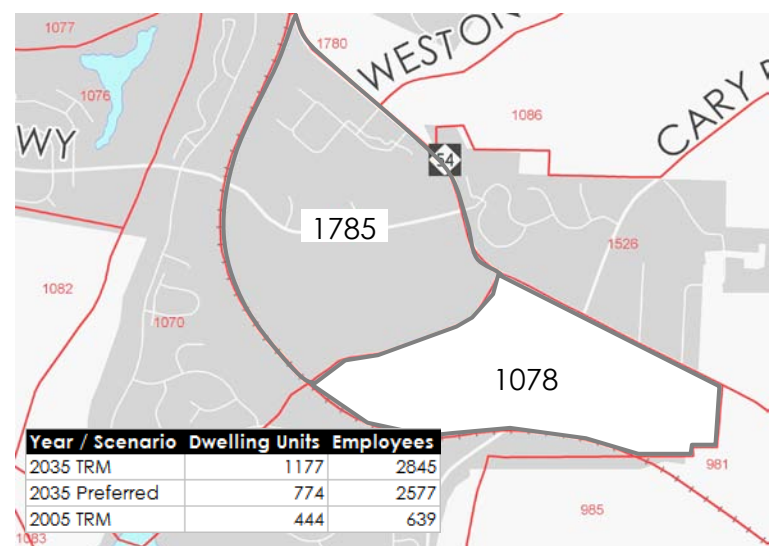 1077
1780
WESTON
1076
1086
CARY P
WY
54
1785
1526
1082
1070
1078
Year / Scenario Dwelling Units Employees
2035 TRM 1177 2845
2035 Preferred 774 2577
2005 TRM 444 639
981
985
1083